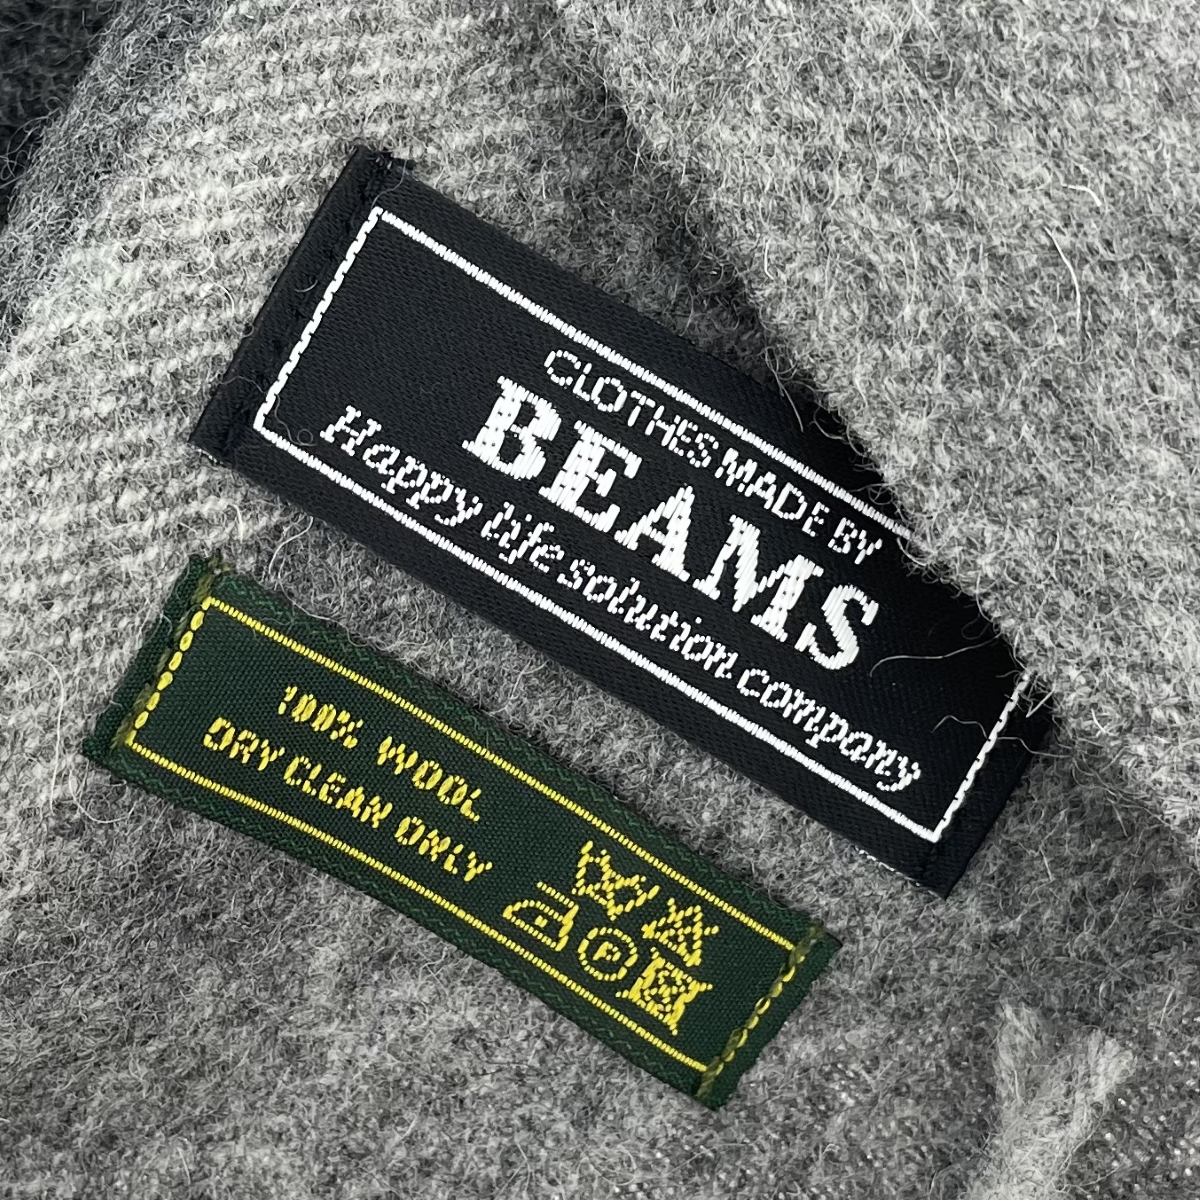 CLOTHES MADE BY
BEAMS
Happy life solution company
100% WOOL
DRY CLEAN ONLY
P